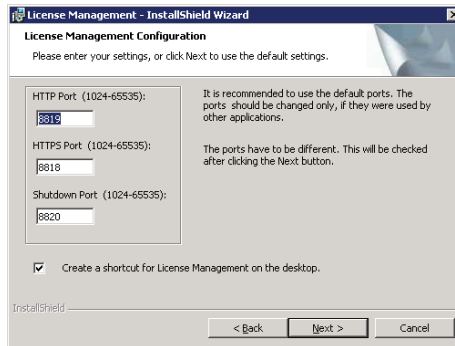 License Management - InstallShield Wizard
License Management Configuration
Please enter your settings, or click Next to use the default settings.
HTTP Port (1024-65535):
8819
HTTPS Port (1024-65535):
8818
Shutdown Port (1024-65535):
8820
It is recommended to use the default ports. The
ports should be changed only, if they were used by
other applications.
The ports have to be different. This will be checked
after clicking the Next button.
Create a shortcut for License Management on the desktop.
InstallShield
< Back
Next >
Cancel